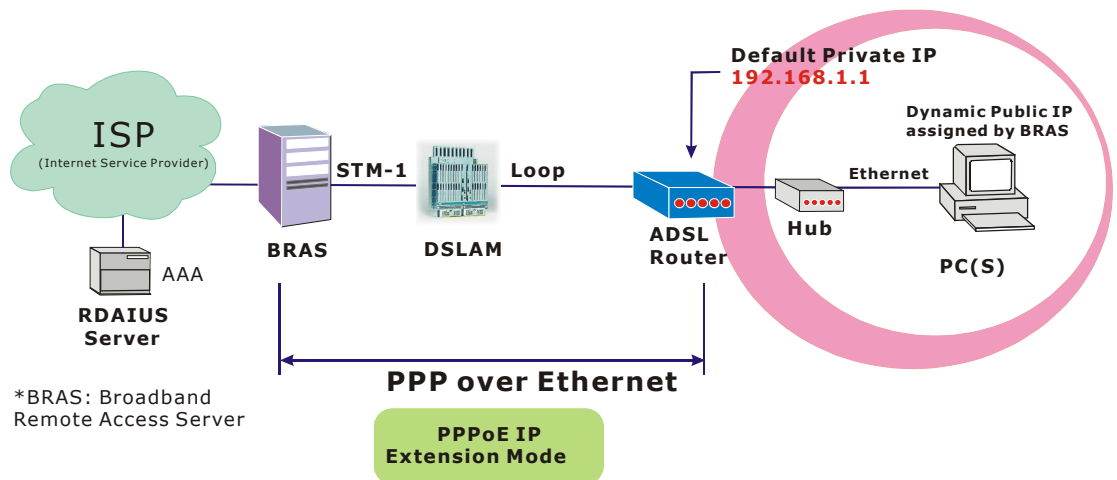 Default Private IP
192.168.1.1
ISP
(Internet Service Provider)
Dynamic Public IP
assigned by BRAS
STM-1
Loop
Ethernet
BRAS
DSLAM
ADSL
Router
Hub
PC(S)
AAA
RDAIUS
Server
PPP over Ethernet
*BRAS: Broadband
Remote Access Server
PPPoE IP
Extension Mode